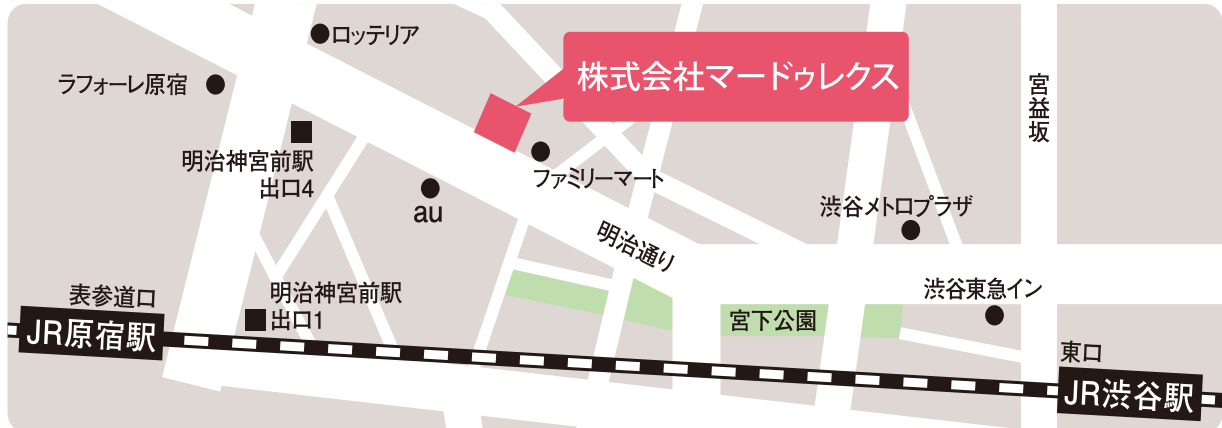 ロッテリア
株式会社マードゥレクス
ラフォーレ原宿
宮益坂
明治神宮前駅
出口4
ファミリーマート
au
渋谷メトロプラザ
明治通り
表参道口
JR原宿駅
明治神宮前駅
出口1
渋谷東急イン
宮下公園
東口
JR渋谷駅